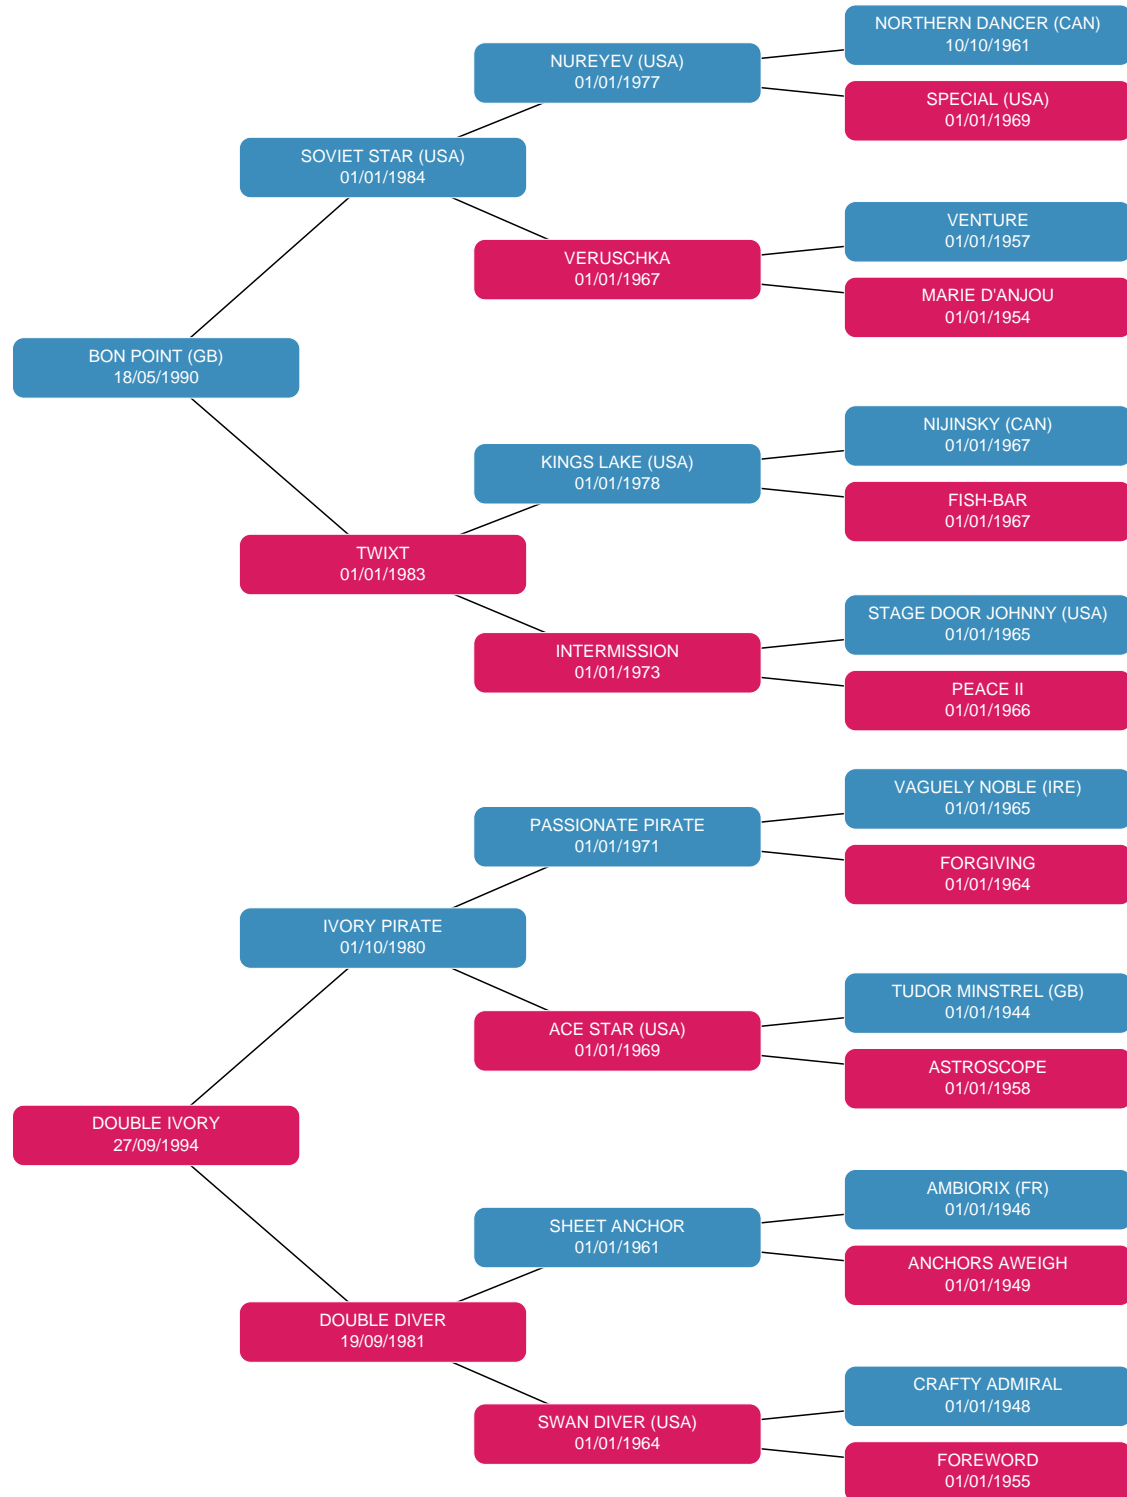 NORTHERN DANCER (CAN)
10/10/1961
NUREYEV (USA)
01/01/1977
SPECIAL (USA)
01/01/1969
SOVIET STAR (USA)
01/01/1984
VENTURE
01/01/1957
VERUSCHKA
01/01/1967
MARIE D'ANJOU
01/01/1954
BON POINT (GB)
18/05/1990
NIJINSKY (CAN)
01/01/1967
KINGS LAKE (USA)
01/01/1978
FISH-BAR
01/01/1967
TWIXT
01/01/1983
STAGE DOOR JOHNNY (USA)
01/01/1965
INTERMISSION
01/01/1973
PEACE II
01/01/1966
VAGUELY NOBLE (IRE)
01/01/1965
PASSIONATE PIRATE
01/01/1971
FORGIVING
01/01/1964
IVORY PIRATE
01/10/1980
TUDOR MINSTREL (GB)
01/01/1944
ACE STAR (USA)
01/01/1969
ASTROSCOPE
01/01/1958
DOUBLE IVORY
27/09/1994
AMBIORIX (FR)
01/01/1946
SHEET ANCHOR
01/01/1961
ANCHORS AWEIGH
01/01/1949
DOUBLE DIVER
19/09/1981
CRAFTY ADMIRAL
01/01/1948
SWAN DIVER (USA)
01/01/1964
FOREWORD
01/01/1955